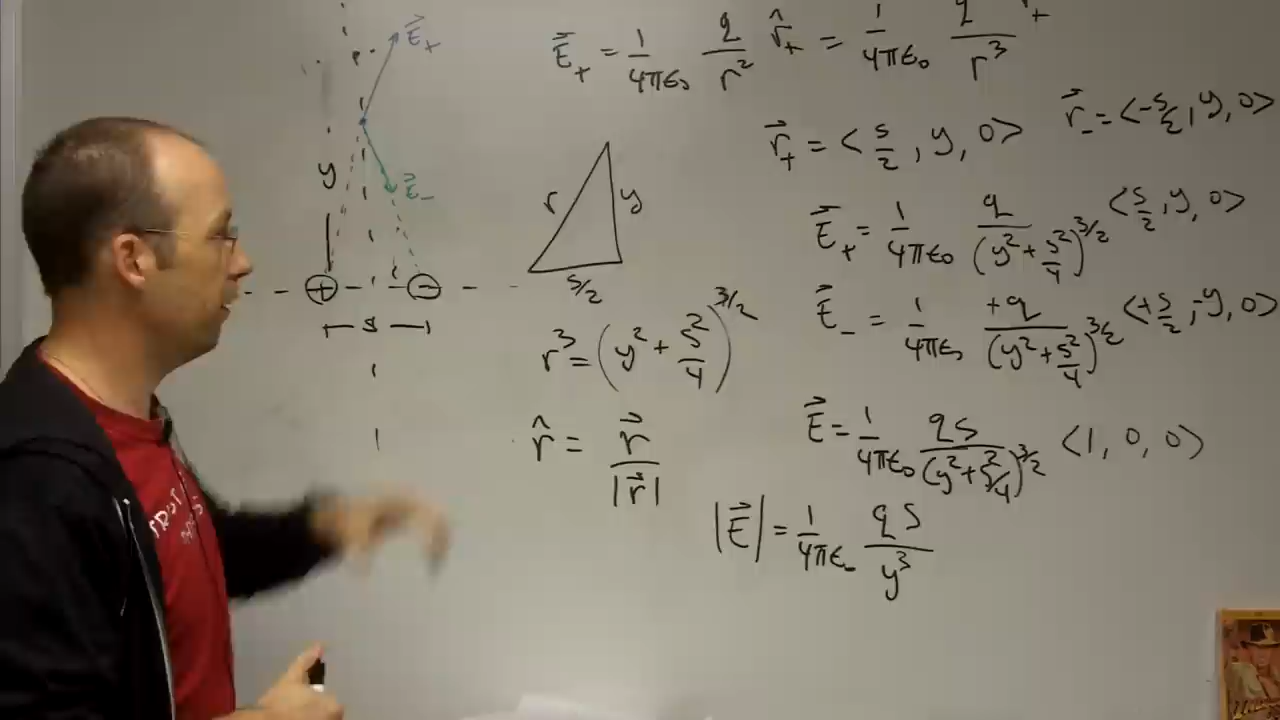 E⃗₊ = 1/4πε₀ q/r² r̂₊ = 1/4πε₀ q/r³ r₊
r⃗₊ = <s/2, y, 0>
r⃗₋ = <-s/2, y, 0>
E⃗₊ = 1/4πε₀ q/(y² + s²/4)^3/2 <s/2, y, 0>
E⃗₋ = 1/4πε₀ +q/(y² + s²/4)^3/2 <+s/2, -y, 0>
E⃗ = 1/4πε₀ qs/(y² + s²/4)^3/2 <1, 0, 0>
|E⃗| = 1/4πε₀ qs/y³
E⃗₊
y
E⃗₋
+ -
s
r y
s/2
r³ = (y² + s²/4)^3/2
r̂ = r⃗/|r⃗|